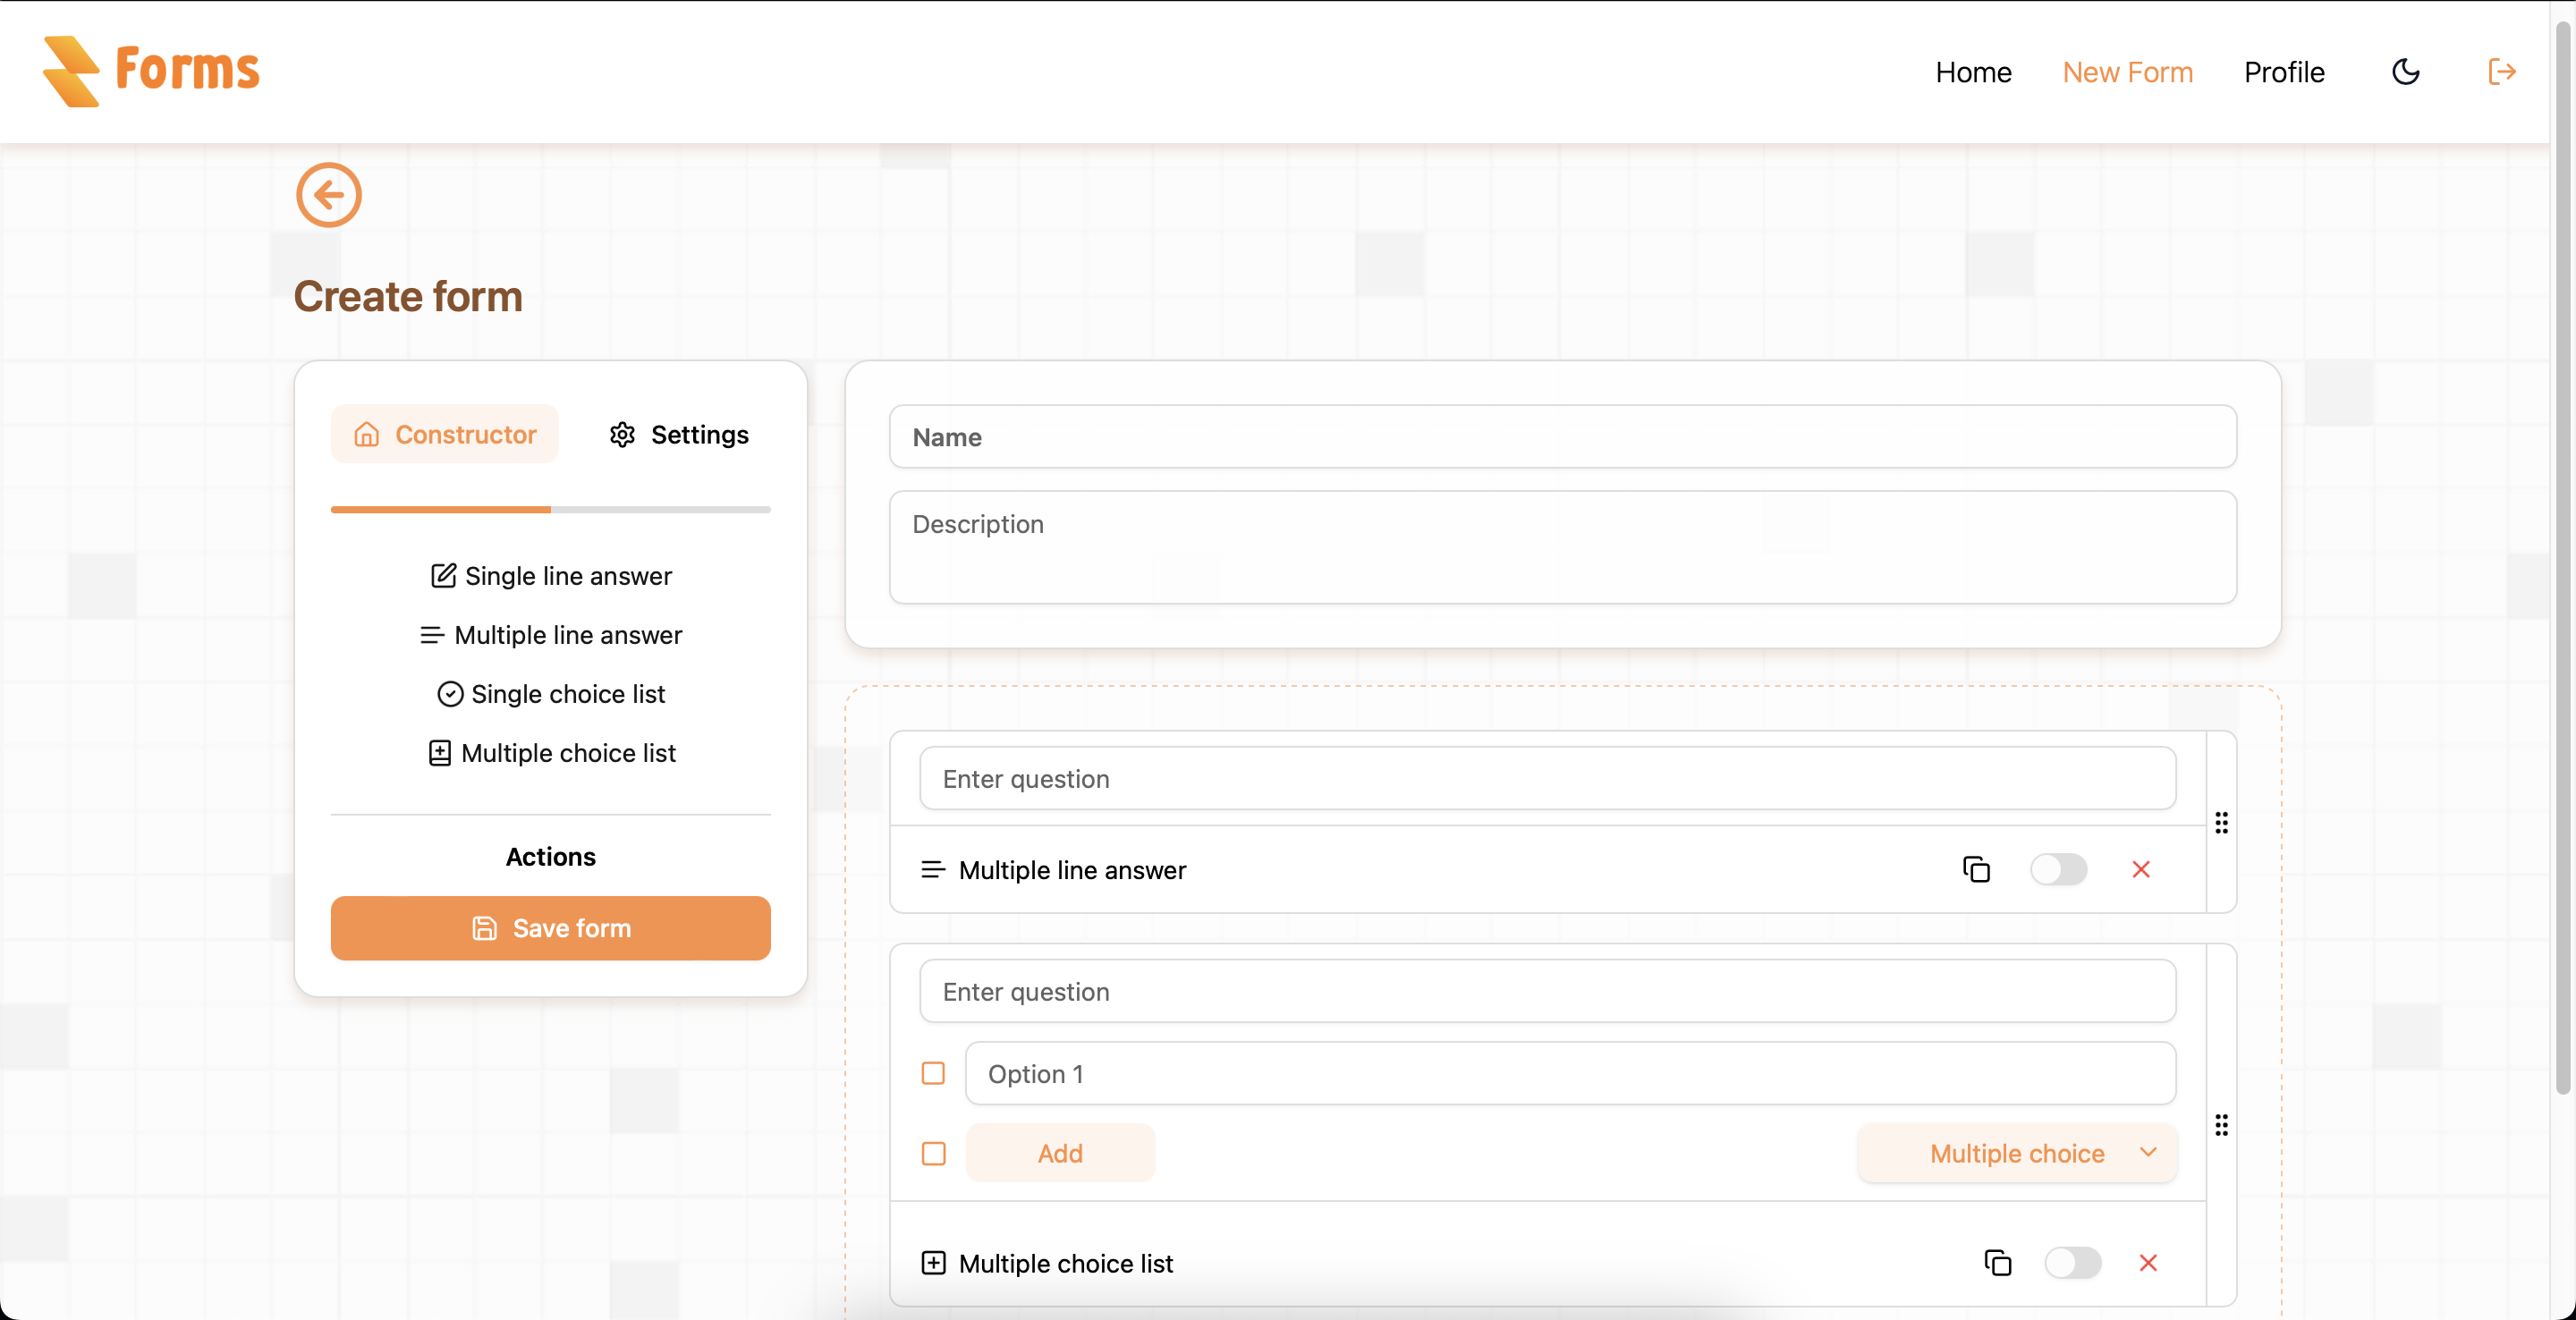 Forms
Home New Form Profile
Create form
Constructor Settings
Single line answer
Multiple line answer
Single choice list
Multiple choice list
Actions
Save form
Name
Description
Enter question
Multiple line answer
Enter question
Option 1
Add Multiple choice
Multiple choice list